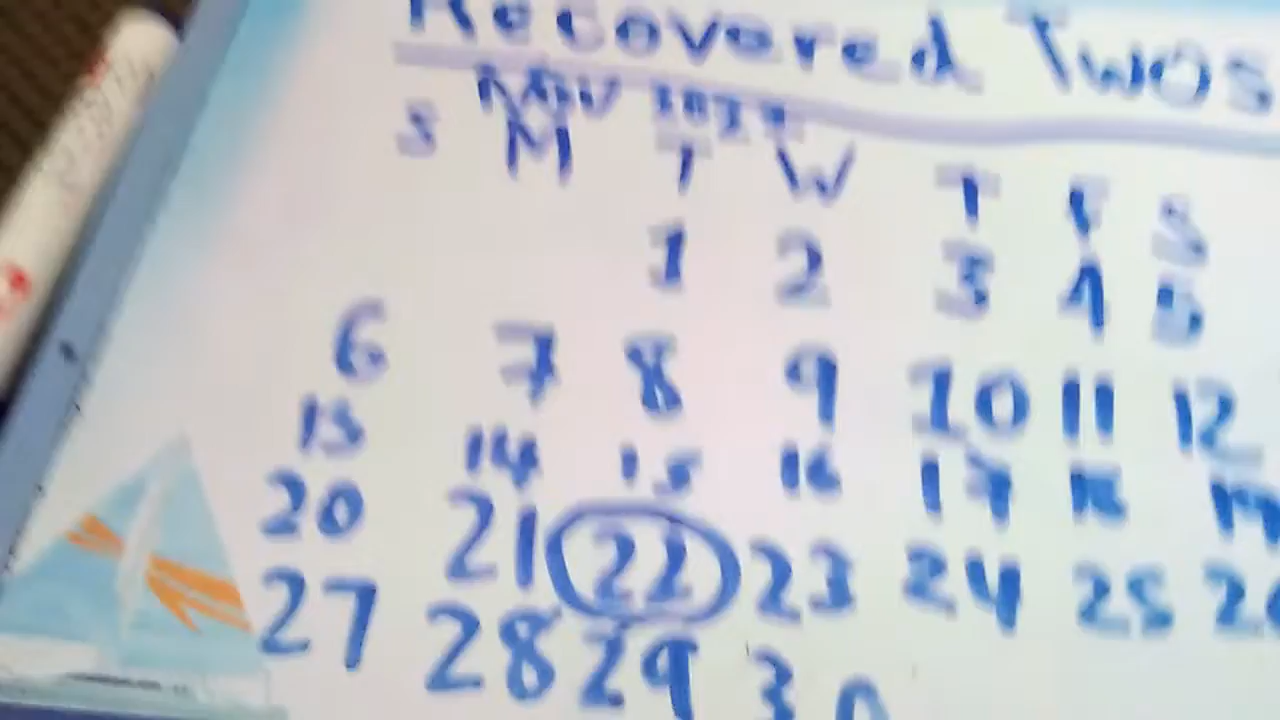 Recovered Twos
Nov
S M T W T F S
1 2 3 4 5
6 7 8 9 10 11 12
13 14 15 16 17 18 19
20 21 22 23 24 25 26
27 28 29 30